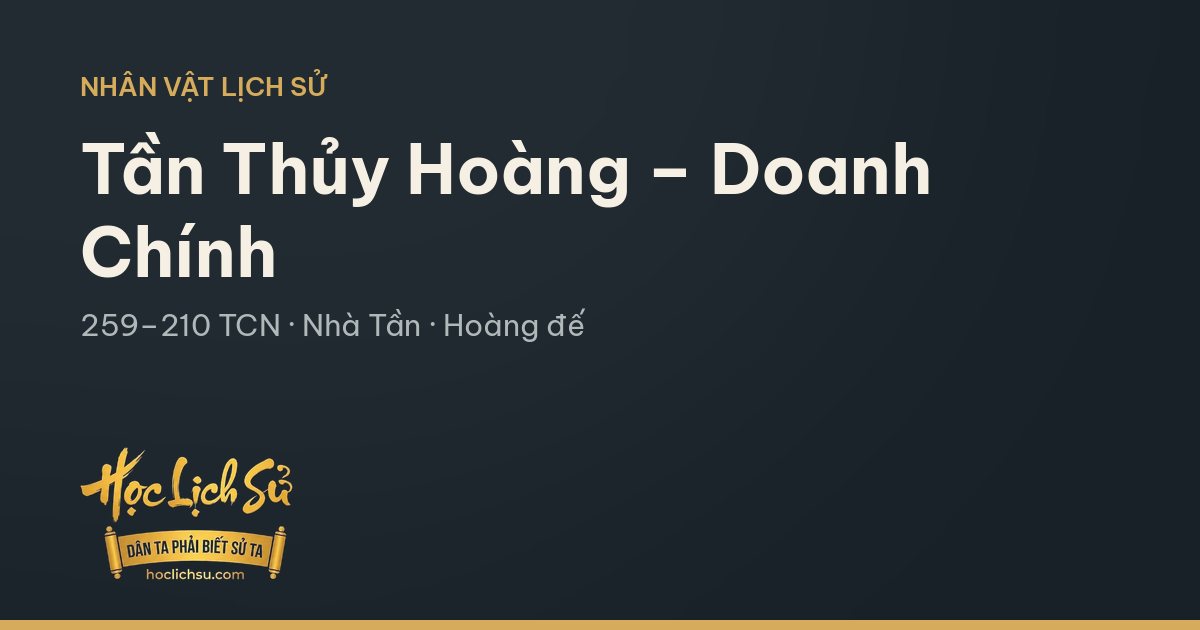 NHÂN VẬT LỊCH SỬ
Tần Thủy Hoàng – Doanh
Chính
259–210 TCN · Nhà Tần · Hoàng đế
Học Lịch Sử
DÂN TA PHẢI BIẾT SỬ TA
hoclichsu.com